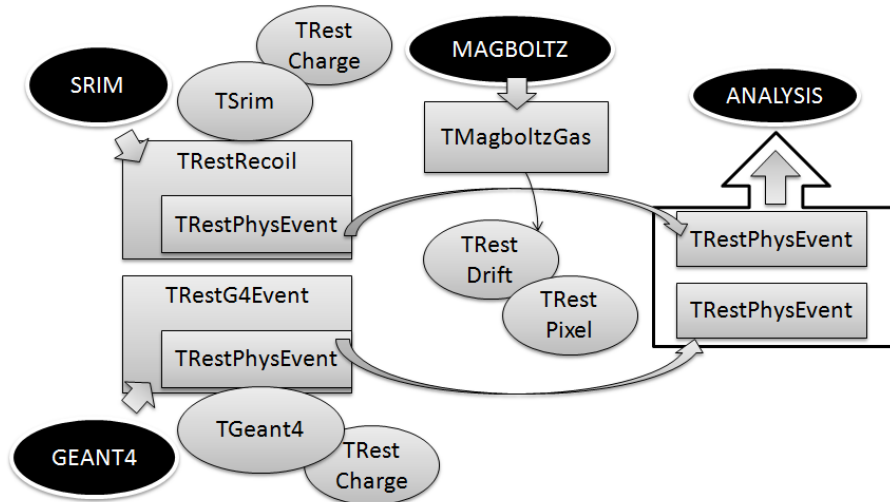 TRest
Charge
MAGBOLTZ
SRIM
TSrim
ANALYSIS
TMagboltzGas
TRestRecoil
TRestPhysEvent
TRest
Drift
TRestPhysEvent
TRestG4Event
TRest
Pixel
TRestPhysEvent
TRestPhysEvent
TGeant4
GEANT4
TRest
Charge